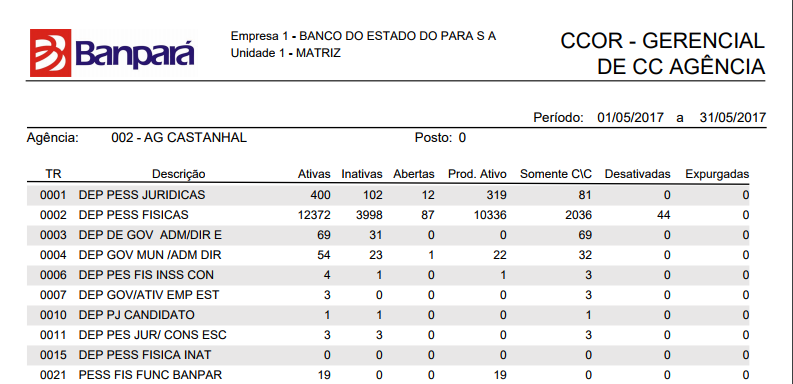 Banpará
Empresa 1 - BANCO DO ESTADO DO PARA S A
Unidade 1 - MATRIZ
CCOR - GERENCIAL
DE CC AGÊNCIA
Período: 01/05/2017 a 31/05/2017
Agência: 002 - AG CASTANHAL Posto: 0
TR Descrição Ativas Inativas Abertas Prod. Ativo Somente C\C Desativadas Expurgadas
0001 DEP PESS JURIDICAS 400 102 12 319 81 0 0
0002 DEP PESS FISICAS 12372 3998 87 10336 2036 44 0
0003 DEP DE GOV ADM/DIR E 69 31 0 0 69 0 0
0004 DEP GOV MUN /ADM DIR 54 23 1 22 32 0 0
0006 DEP PES FIS INSS CON 4 1 0 1 3 0 0
0007 DEP GOV/ATIV EMP EST 3 0 0 0 3 0 0
0010 DEP PJ CANDIDATO 1 1 0 0 1 0 0
0011 DEP PES JUR/ CONS ESC 3 3 0 0 3 0 0
0015 DEP PESS FISICA INAT 0 0 0 0 0 0 0
0021 PESS FIS FUNC BANPAR 19 0 0 19 0 0 0